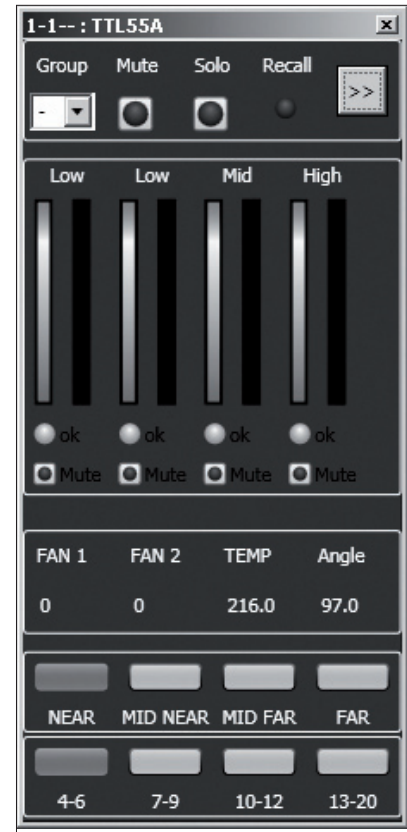 1-1-- : TTL55A
Group Mute Solo Recall
- >>
Low Low Mid High
ok ok ok ok
Mute Mute Mute Mute
FAN 1 FAN 2 TEMP Angle
0 0 216.0 97.0
NEAR MID NEAR MID FAR FAR
4-6 7-9 10-12 13-20